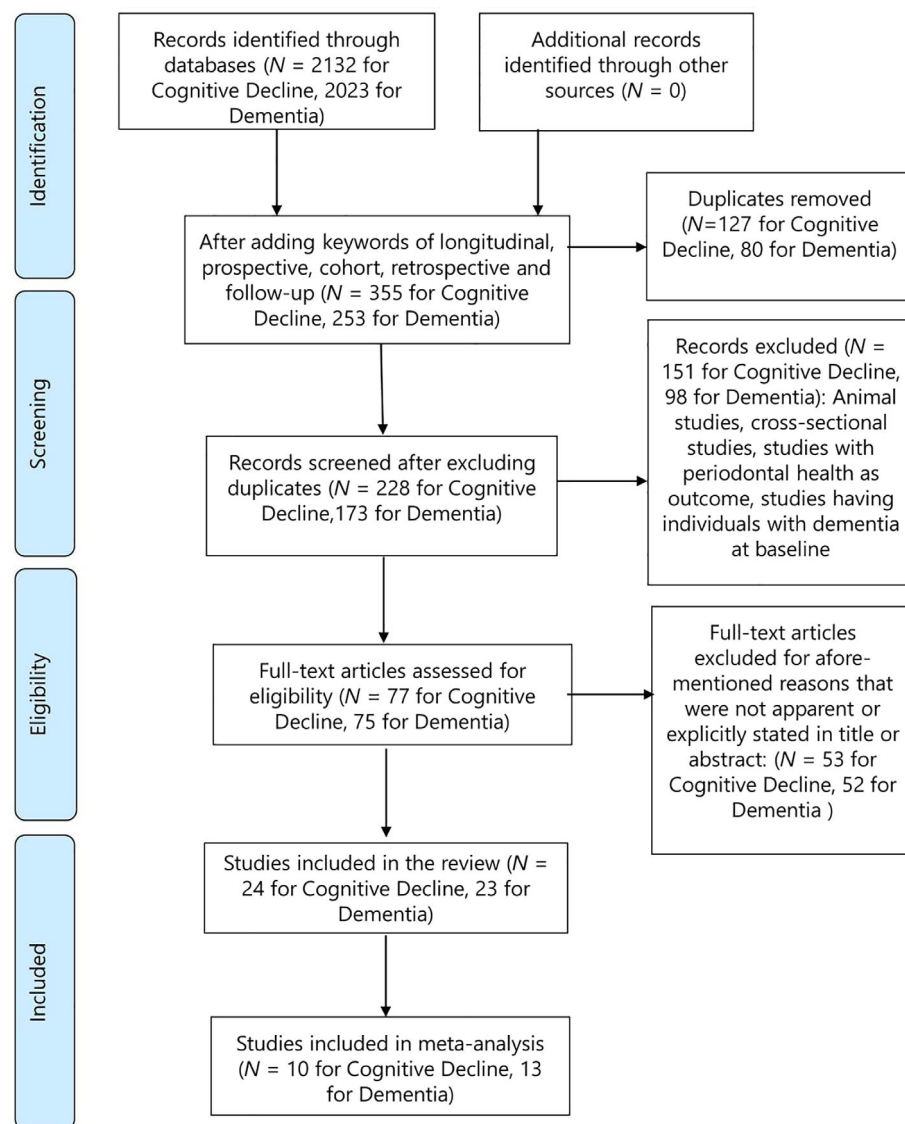 Identification
Records identified through
databases (N = 2132 for
Cognitive Decline, 2023 for
Dementia)
Additional records
identified through other
sources (N = 0)
After adding keywords of longitudinal,
prospective, cohort, retrospective and
follow-up (N = 355 for Cognitive
Decline, 253 for Dementia)
Duplicates removed
(N=127 for Cognitive
Decline, 80 for Dementia)
Screening
Records screened after excluding
duplicates (N = 228 for Cognitive
Decline,173 for Dementia)
Records excluded (N =
151 for Cognitive Decline,
98 for Dementia): Animal
studies, cross-sectional
studies, studies with
periodontal health as
outcome, studies having
individuals with dementia
at baseline
Eligibility
Full-text articles assessed for
eligibility (N = 77 for Cognitive
Decline, 75 for Dementia)
Full-text articles
excluded for afore-
mentioned reasons that
were not apparent or
explicitly stated in title or
abstract: (N = 53 for
Cognitive Decline, 52 for
Dementia )
Included
Studies included in the review (N =
24 for Cognitive Decline, 23 for
Dementia)
Studies included in meta-analysis
(N = 10 for Cognitive Decline, 13
for Dementia)